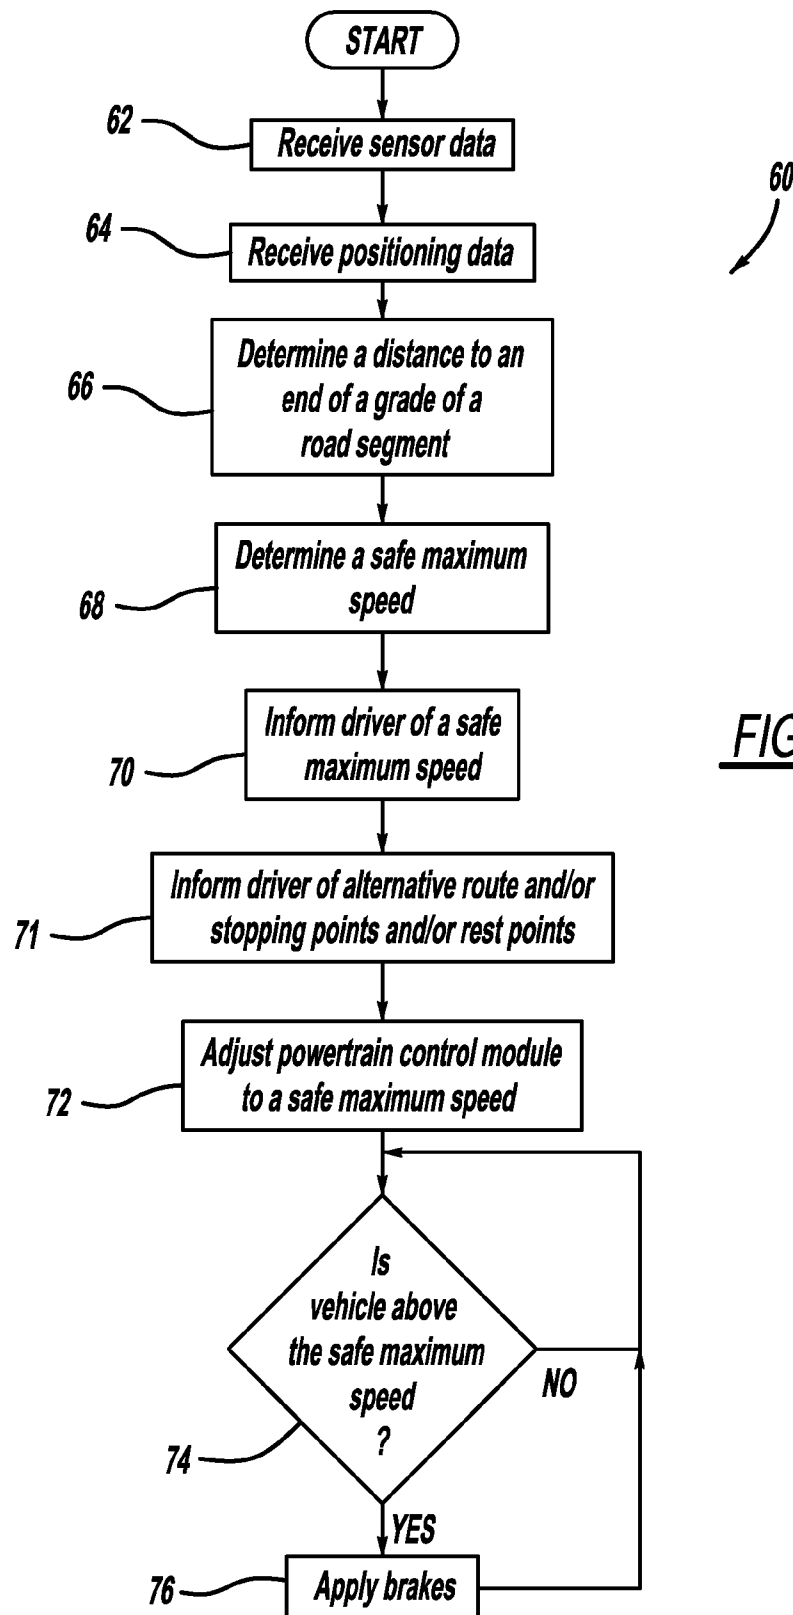 START
62
Receive sensor data
60
64
Receive positioning data
66
Determine a distance to an
end of a grade of a
road segment
68
Determine a safe maximum
speed
70
Inform driver of a safe
maximum speed
FIG
71
Inform driver of alternative route and/or
stopping points and/or rest points
72
Adjust powertrain control module
to a safe maximum speed
Is
vehicle above
the safe maximum
speed
?
NO
74
YES
76
Apply brakes